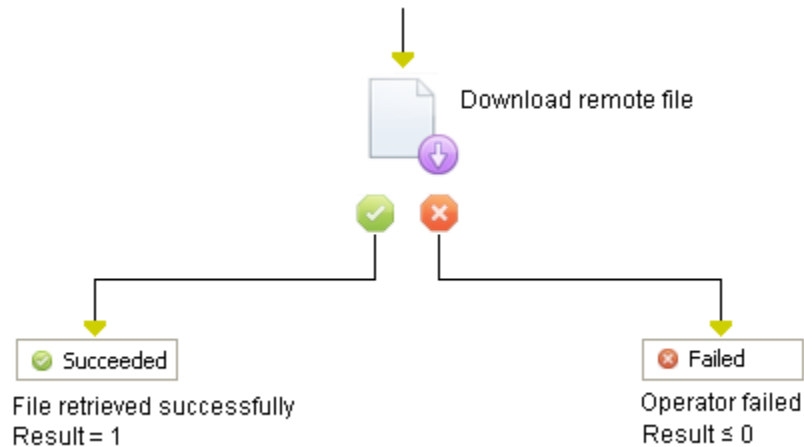 Download remote file
Succeeded
File retrieved successfully
Result = 1
Failed
Operator failed
Result ≤ 0